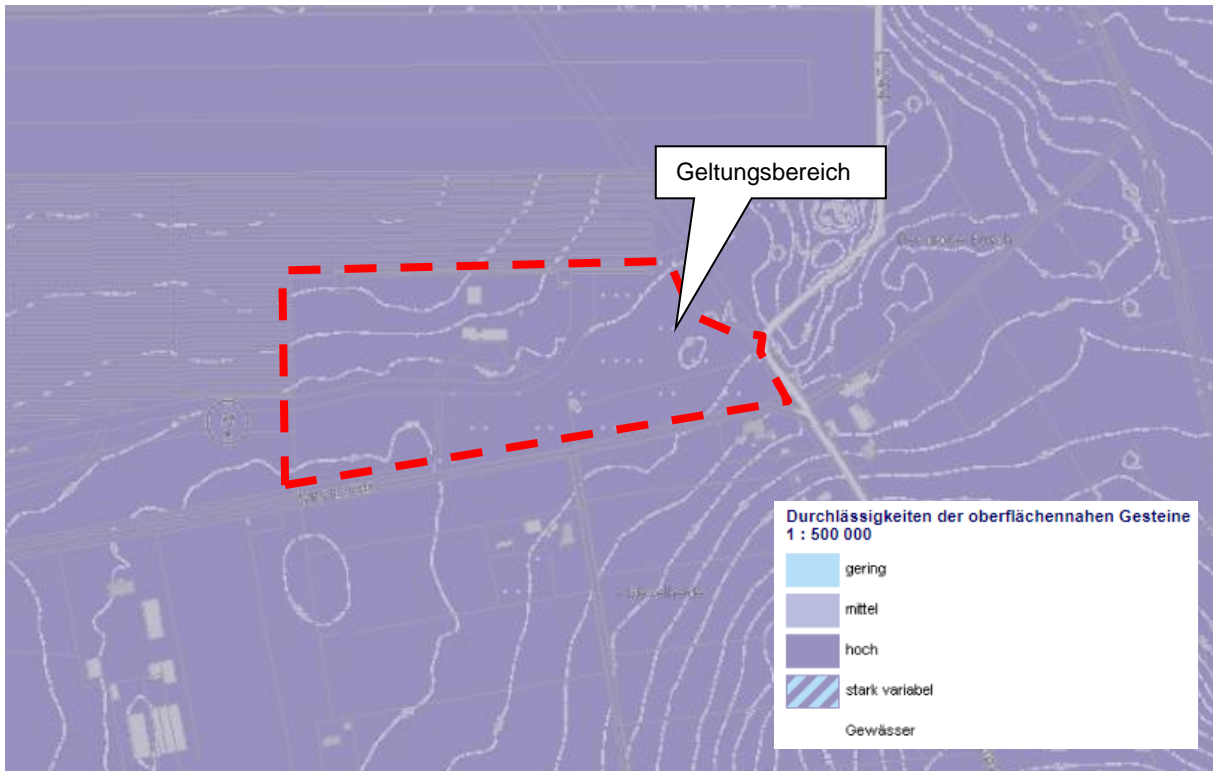 Geltungsbereich
Durchlässigkeiten der oberflächennahen Gesteine
1 : 500 000
gering
mittel
hoch
stark variabel
Gewässer